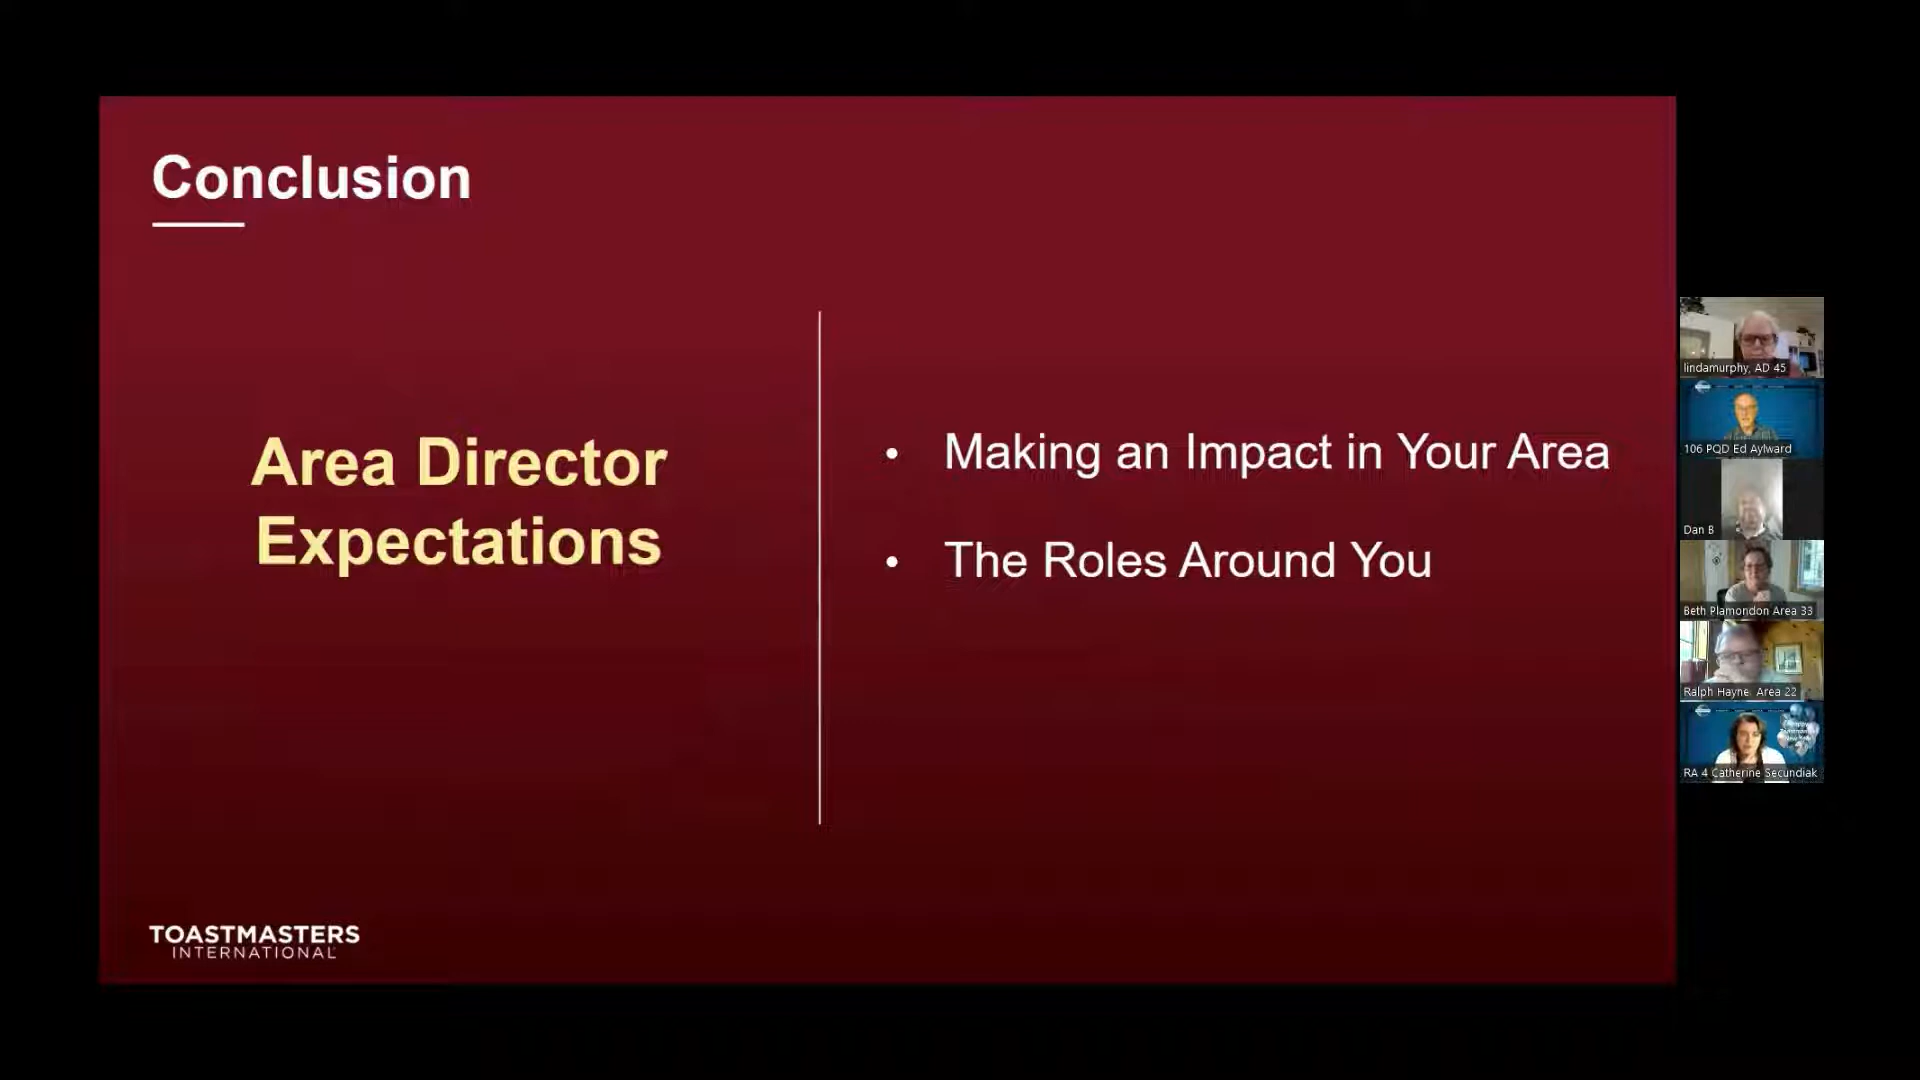 Conclusion
Area Director
Expectations
• Making an Impact in Your Area
• The Roles Around You
TOASTMASTERS
INTERNATIONAL
lindamurphy, AD 45
106 PQD Ed Aylward
Dan B
Beth Plamondon Area 33
Ralph Hayne Area 22
RA 4 Catherine Secundiak